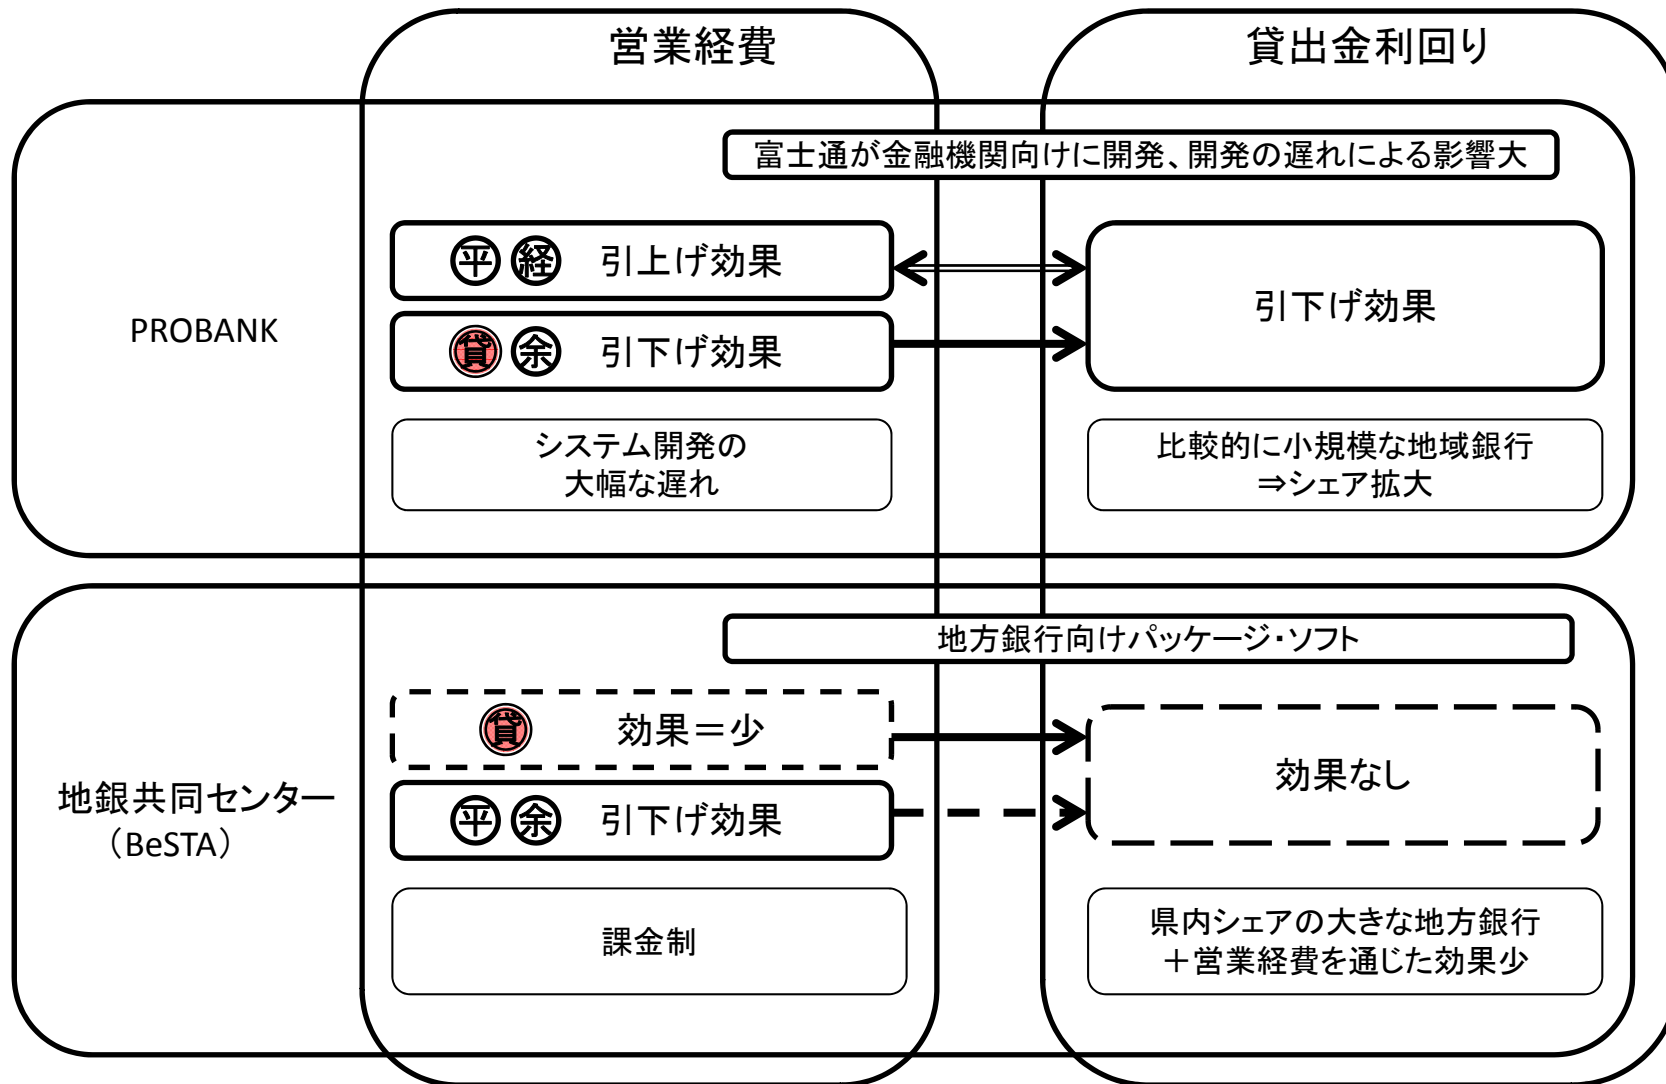 営業経費
貸出金利回り
富士通が金融機関向けに開発、開発の遅れによる影響大
PROBANK
平 経 引上げ効果
貸 余 引下げ効果
引下げ効果
システム開発の
大幅な遅れ
比較的に小規模な地域銀行
⇒シェア拡大
地方銀行向けパッケージ・ソフト
地銀共同センター
（BeSTA）
貸 効果＝少
平 余 引下げ効果
効果なし
課金制
県内シェアの大きな地方銀行
＋営業経費を通じた効果少